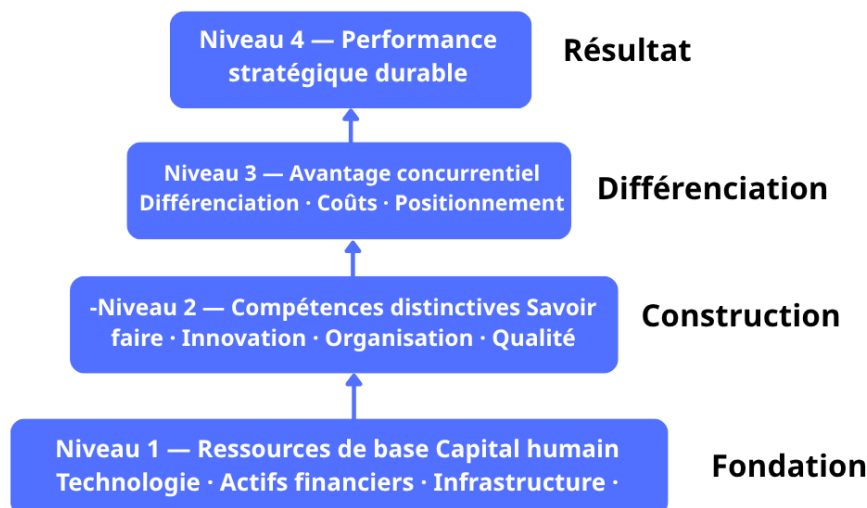 Niveau 4 — Performance
stratégique durable
Résultat
Niveau 3 — Avantage concurrentiel
Différenciation · Coûts · Positionnement
Différenciation
-Niveau 2 — Compétences distinctives Savoir
faire · Innovation · Organisation · Qualité
Construction
Niveau 1 — Ressources de base Capital humain
Technologie · Actifs financiers · Infrastructure ·
Fondation